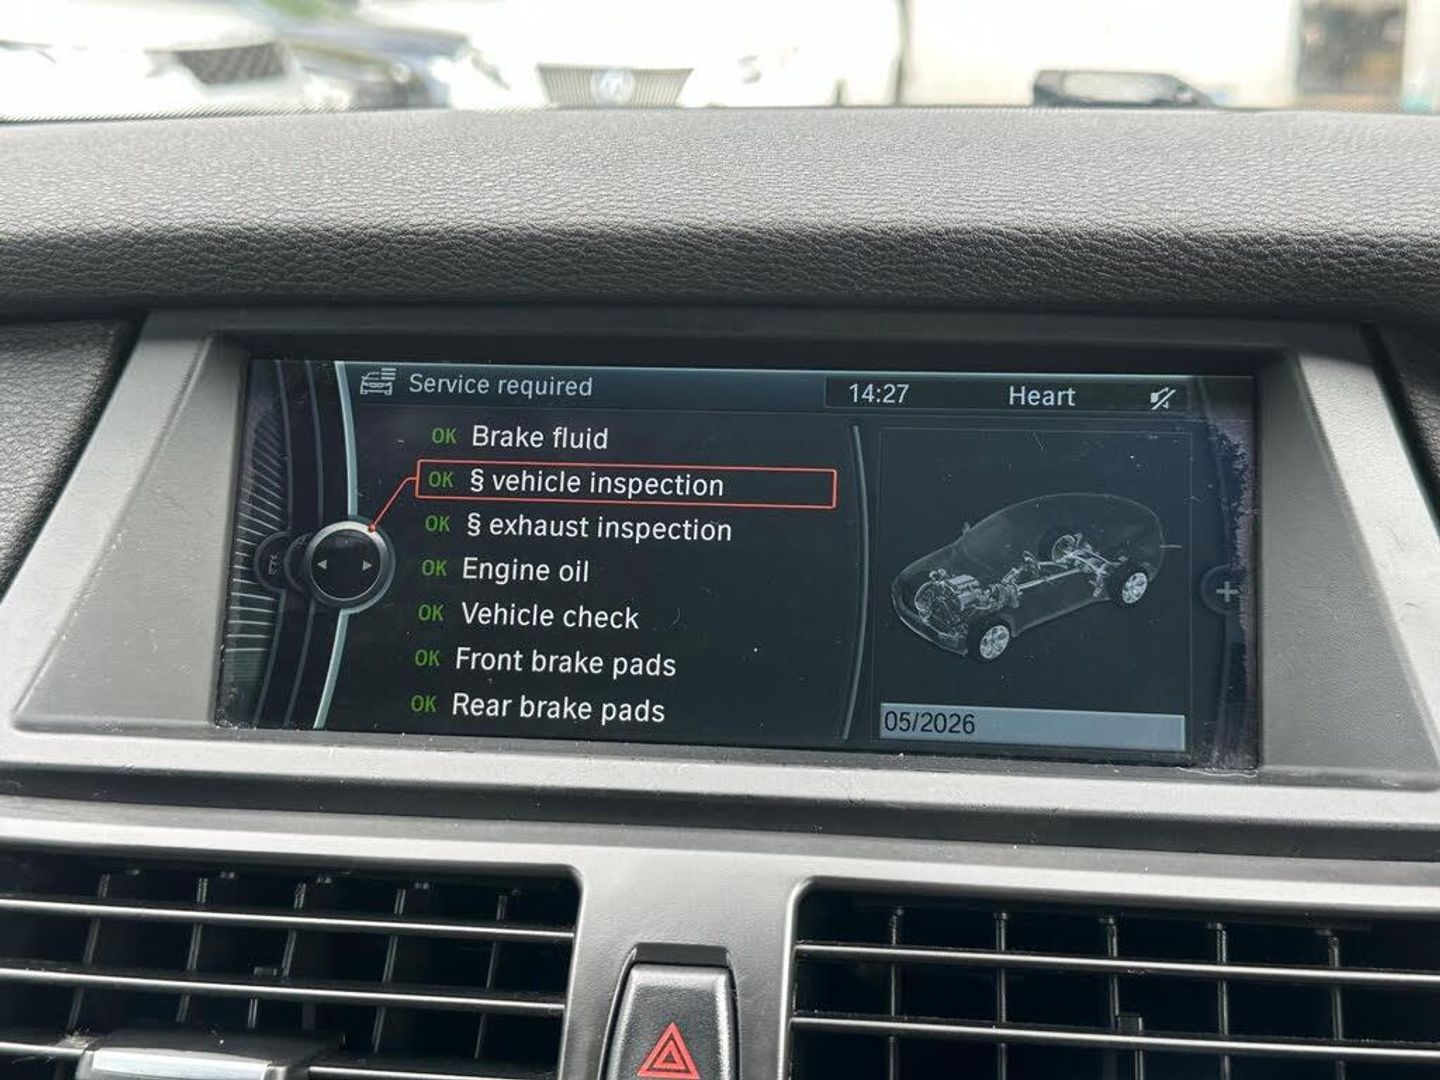 Service required
14:27 Heart
OK Brake fluid
OK § vehicle inspection
OK § exhaust inspection
OK Engine oil
OK Vehicle check
OK Front brake pads
OK Rear brake pads
05/2026